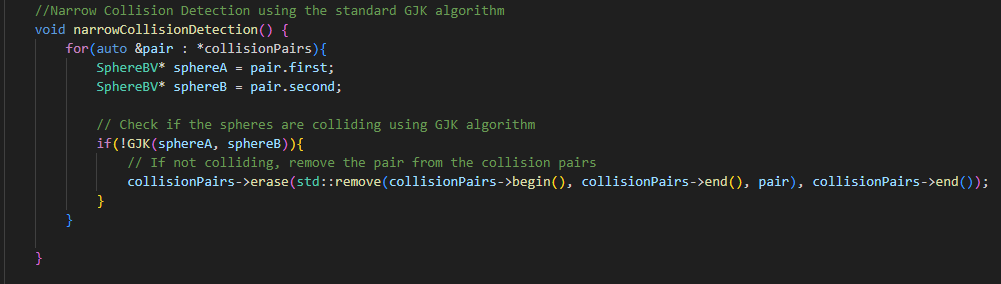 //Narrow Collision Detection using the standard GJK algorithm
void narrowCollisionDetection() {
    for(auto &pair : *collisionPairs){
        SphereBV* sphereA = pair.first;
        SphereBV* sphereB = pair.second;

        // Check if the spheres are colliding using GJK algorithm
        if(!GJK(sphereA, sphereB)){
            // If not colliding, remove the pair from the collision pairs
            collisionPairs->erase(std::remove(collisionPairs->begin(), collisionPairs->end(), pair), collisionPairs->end());
        }
    }

}